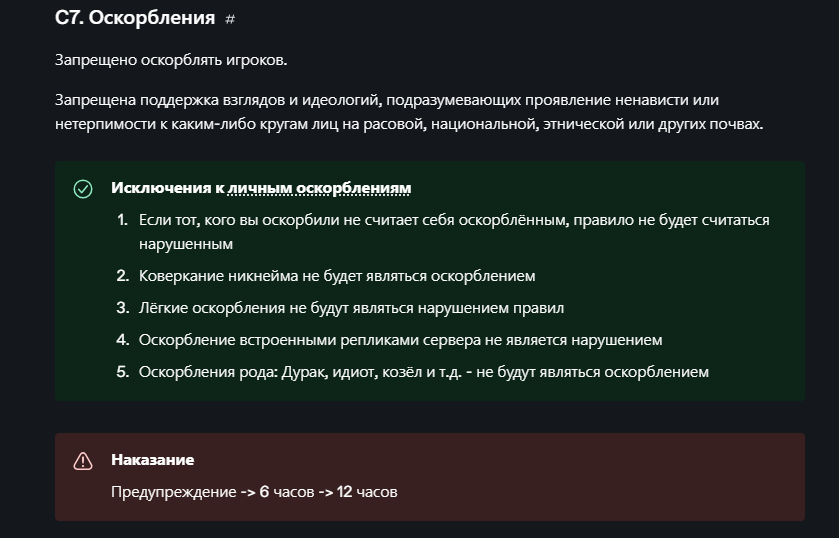 C7. Оскорбления #
Запрещено оскорблять игроков.
Запрещена поддержка взглядов и идеологий, подразумевающих проявление ненависти или
нетерпимости к каким-либо кругам лиц на расовой, национальной, этнической или других почвах.
Исключения к личным оскорблениям
1. Если тот, кого вы оскорбили не считает себя оскорблённым, правило не будет считаться
нарушенным
2. Коверкание никнейма не будет являться оскорблением
3. Лёгкие оскорбления не будут являться нарушением правил
4. Оскорбление встроенными репликами сервера не является нарушением
5. Оскорбления рода: Дурак, идиот, козёл и т.д. - не будут являться оскорблением
Наказание
Предупреждение -> 6 часов -> 12 часов